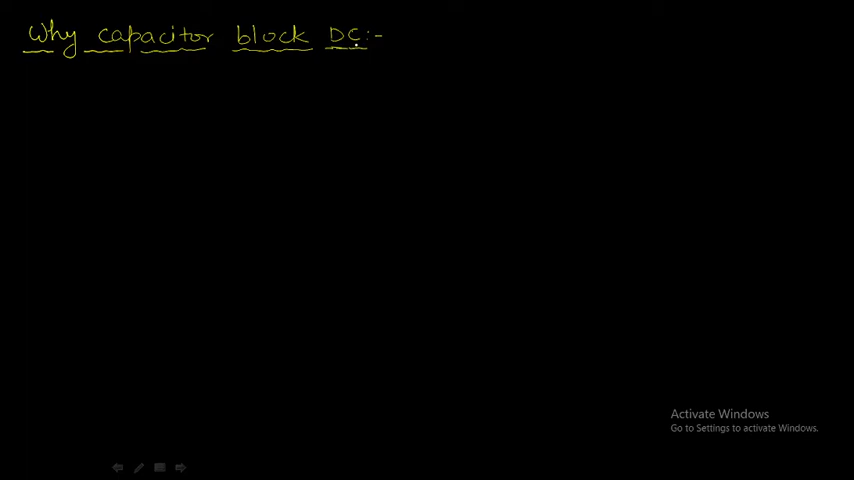 Why capacitor block DC:-
Activate Windows
Go to Settings to activate Windows.